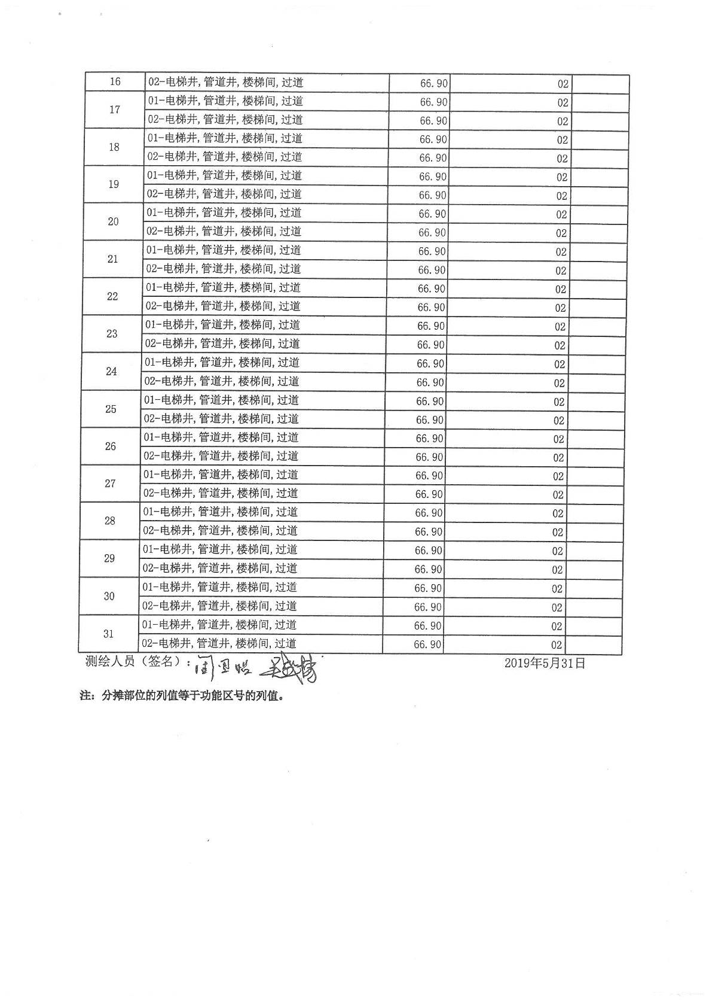 16 02-电梯井,管道井,楼梯间,过道 66.90 02
17 01-电梯井,管道井,楼梯间,过道 66.90 02
02-电梯井,管道井,楼梯间,过道 66.90 02
18 01-电梯井,管道井,楼梯间,过道 66.90 02
02-电梯井,管道井,楼梯间,过道 66.90 02
19 01-电梯井,管道井,楼梯间,过道 66.90 02
02-电梯井,管道井,楼梯间,过道 66.90 02
20 01-电梯井,管道井,楼梯间,过道 66.90 02
02-电梯井,管道井,楼梯间,过道 66.90 02
21 01-电梯井,管道井,楼梯间,过道 66.90 02
02-电梯井,管道井,楼梯间,过道 66.90 02
22 01-电梯井,管道井,楼梯间,过道 66.90 02
02-电梯井,管道井,楼梯间,过道 66.90 02
23 01-电梯井,管道井,楼梯间,过道 66.90 02
02-电梯井,管道井,楼梯间,过道 66.90 02
24 01-电梯井,管道井,楼梯间,过道 66.90 02
02-电梯井,管道井,楼梯间,过道 66.90 02
25 01-电梯井,管道井,楼梯间,过道 66.90 02
02-电梯井,管道井,楼梯间,过道 66.90 02
26 01-电梯井,管道井,楼梯间,过道 66.90 02
02-电梯井,管道井,楼梯间,过道 66.90 02
27 01-电梯井,管道井,楼梯间,过道 66.90 02
02-电梯井,管道井,楼梯间,过道 66.90 02
28 01-电梯井,管道井,楼梯间,过道 66.90 02
02-电梯井,管道井,楼梯间,过道 66.90 02
29 01-电梯井,管道井,楼梯间,过道 66.90 02
02-电梯井,管道井,楼梯间,过道 66.90 02
30 01-电梯井,管道井,楼梯间,过道 66.90 02
02-电梯井,管道井,楼梯间,过道 66.90 02
31 01-电梯井,管道井,楼梯间,过道 66.90 02
02-电梯井,管道井,楼梯间,过道 66.90 02
测绘人员（签名）: 2019年5月31日
注：分摊部位的列值等于功能区号的列值。